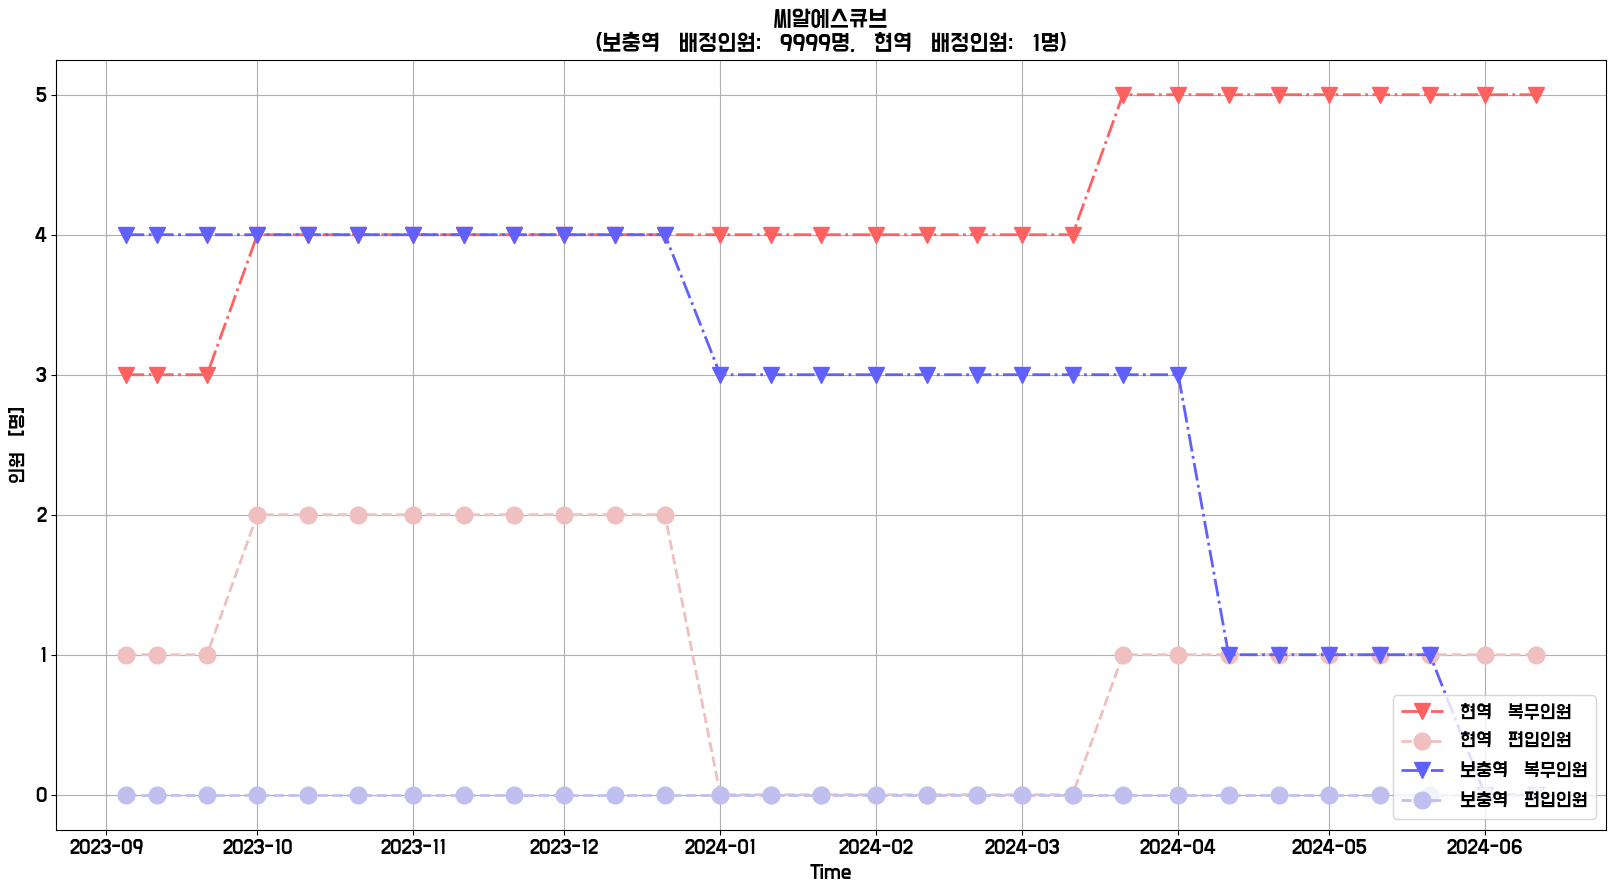 씨알에스큐브
(보충역 배정인원: 9999명, 현역 배정인원: 1명)
인원 [명]
5
4
3
2
1
0
현역 복무인원
현역 편입인원
보충역 복무인원
보충역 편입인원
2023-09 2023-10 2023-11 2023-12 2024-01 2024-02 2024-03 2024-04 2024-05 2024-06
Time